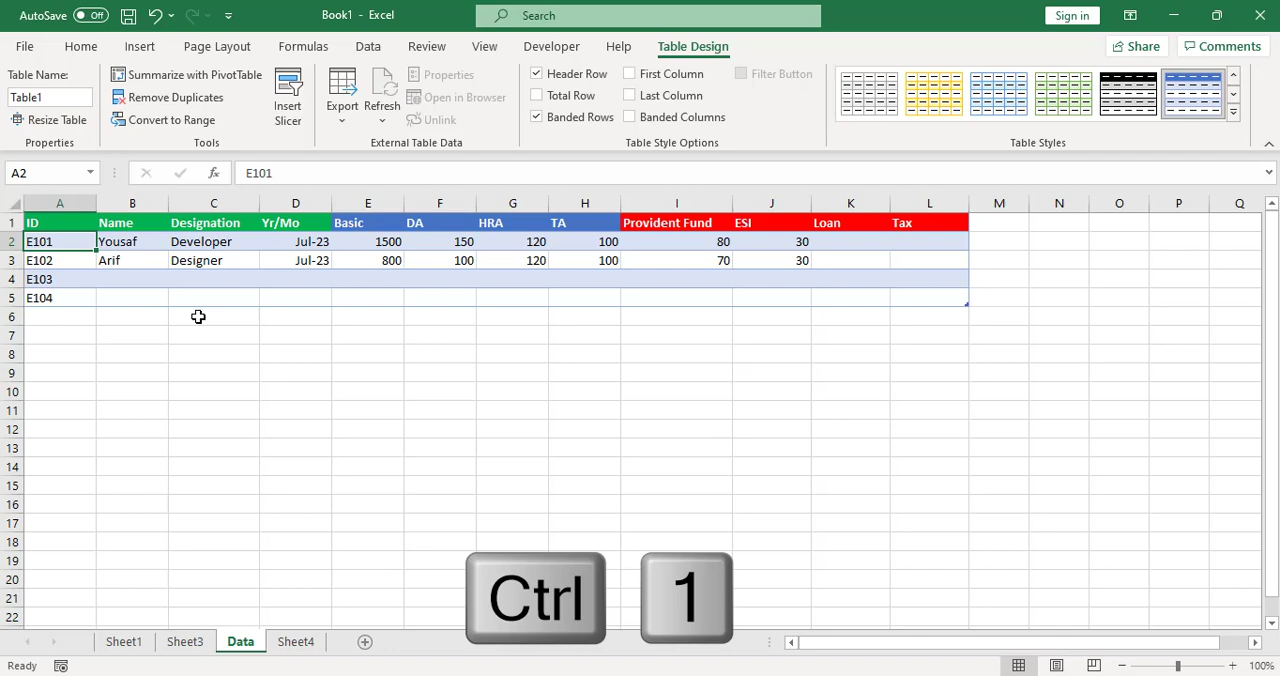 AutoSave Off Book1 - Excel Search Sign in
File Home Insert Page Layout Formulas Data Review View Developer Help Table Design Share Comments
Table Name: Summarize with PivotTable Properties Header Row First Column Filter Button
Table1 Remove Duplicates Insert Slicer Export Refresh Open in Browser Total Row Last Column
Resize Table Convert to Range Unlink Banded Rows Banded Columns
Properties Tools External Table Data Table Style Options Table Styles
A2 fx E101
A B C D E F G H I J K L M N O P Q
1 ID Name Designation Yr/Mo Basic DA HRA TA Provident Fund ESI Loan Tax
2 E101 Yousaf Developer Jul-23 1500 150 120 100 80 30
3 E102 Arif Designer Jul-23 800 100 120 100 70 30
4 E103
5 E104
6
7
8
9
10
11
12
13
14
15
16
17
18
19
20
21
22
Ctrl 1
Sheet1 Sheet3 Data Sheet4
Ready 100%